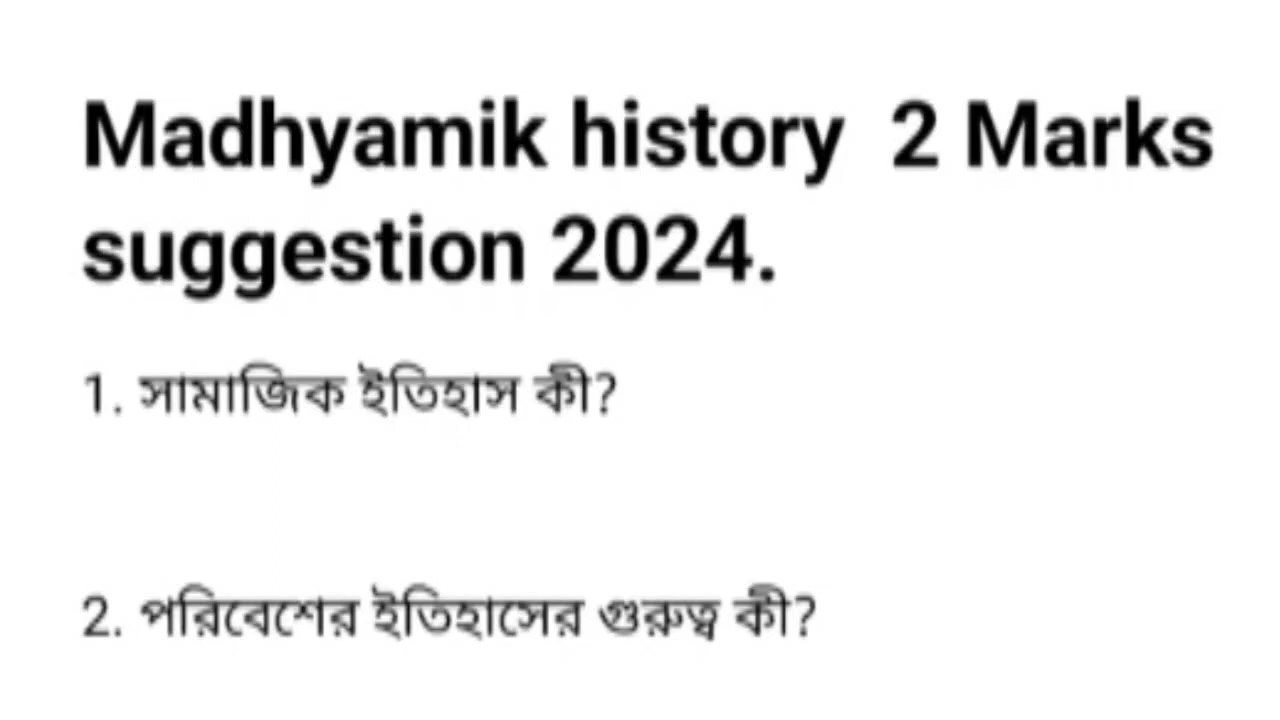 Madhyamik history 2 Marks
suggestion 2024.
1. সামাজিক ইতিহাস কী?
2. পরিবেশের ইতিহাসের গুরুত্ব কী?